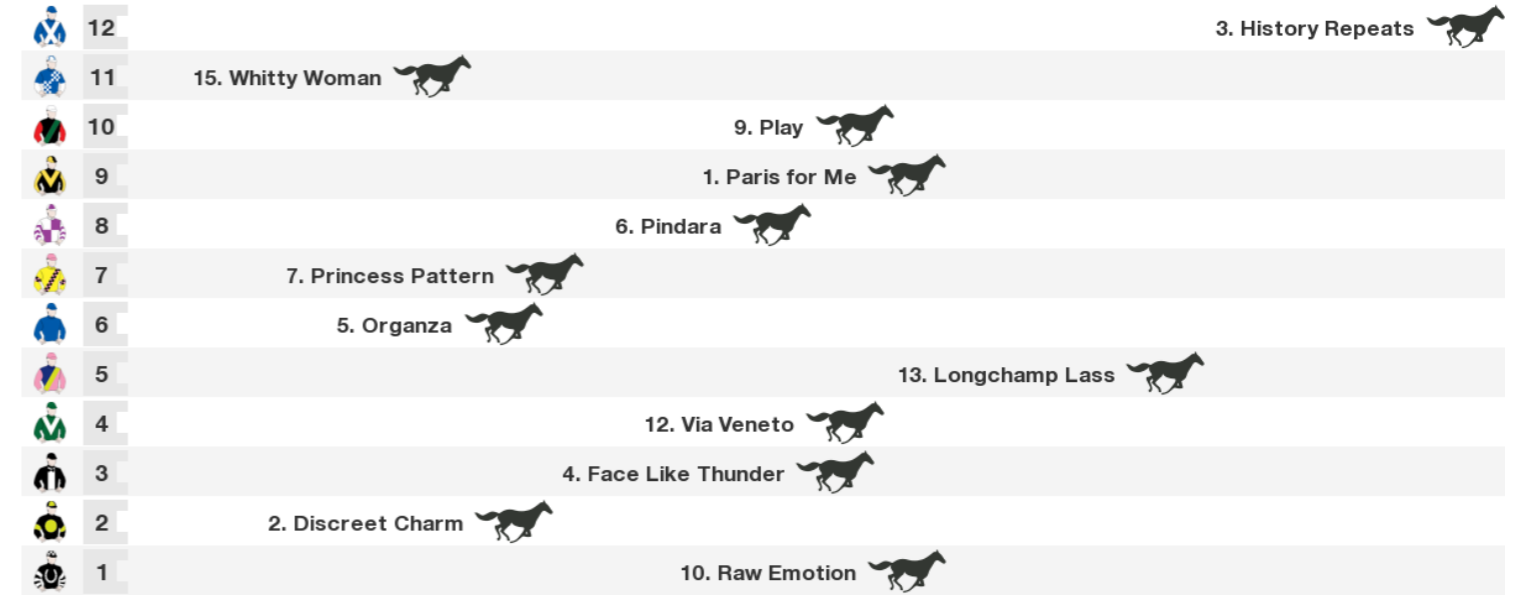 12 3. History Repeats
11 15. Whitty Woman
10 9. Play
9 1. Paris for Me
8 6. Pindara
7 7. Princess Pattern
6 5. Organza
5 13. Longchamp Lass
4 12. Via Veneto
3 4. Face Like Thunder
2 2. Discreet Charm
1 10. Raw Emotion